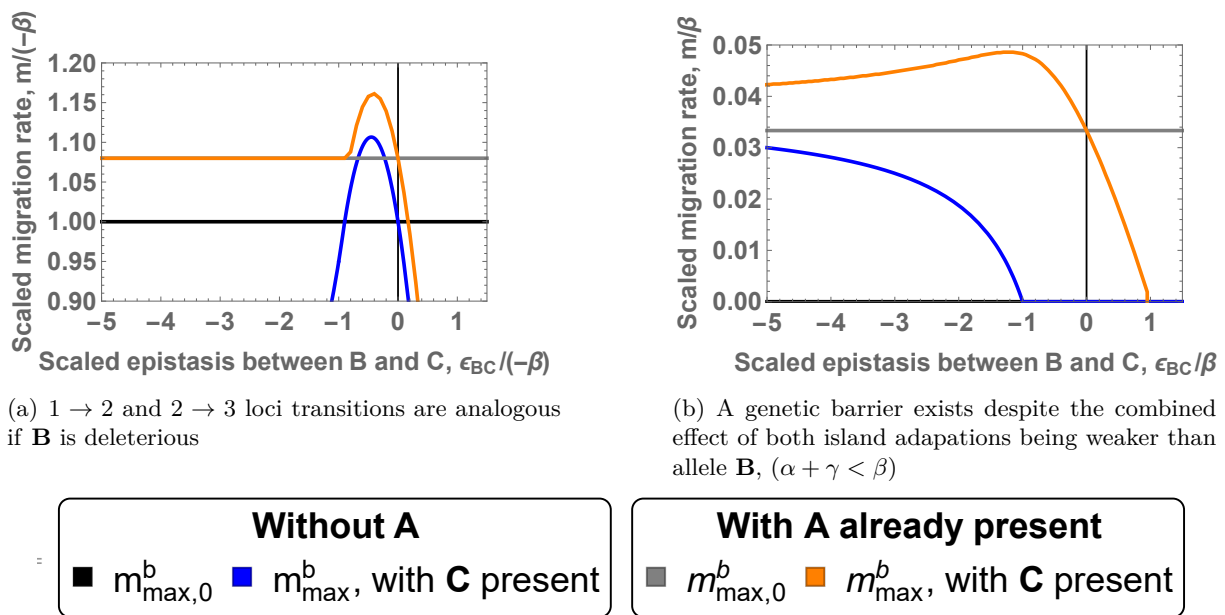 Scaled migration rate, m/(-β)
1.20
1.15
1.10
1.05
1.00
0.95
0.90
−5 −4 −3 −2 −1 0 1
Scaled epistasis between B and C, ϵBC/(-β)
(a) 1 → 2 and 2 → 3 loci transitions are analogous
if B is deleterious
Scaled migration rate, m/β
0.05
0.04
0.03
0.02
0.01
0.00
−5 −4 −3 −2 −1 0 1
Scaled epistasis between B and C, ϵBC/β
(b) A genetic barrier exists despite the combined
effect of both island adapations being weaker than
allele B, (α + γ < β)
=
Without A
m^b_max,0 m^b_max, with C present
With A already present
m^b_max,0 m^b_max, with C present